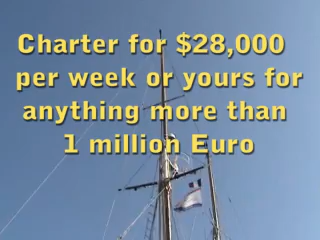 Charter for $28,000
per week or yours for
anything more than
1 million Euro